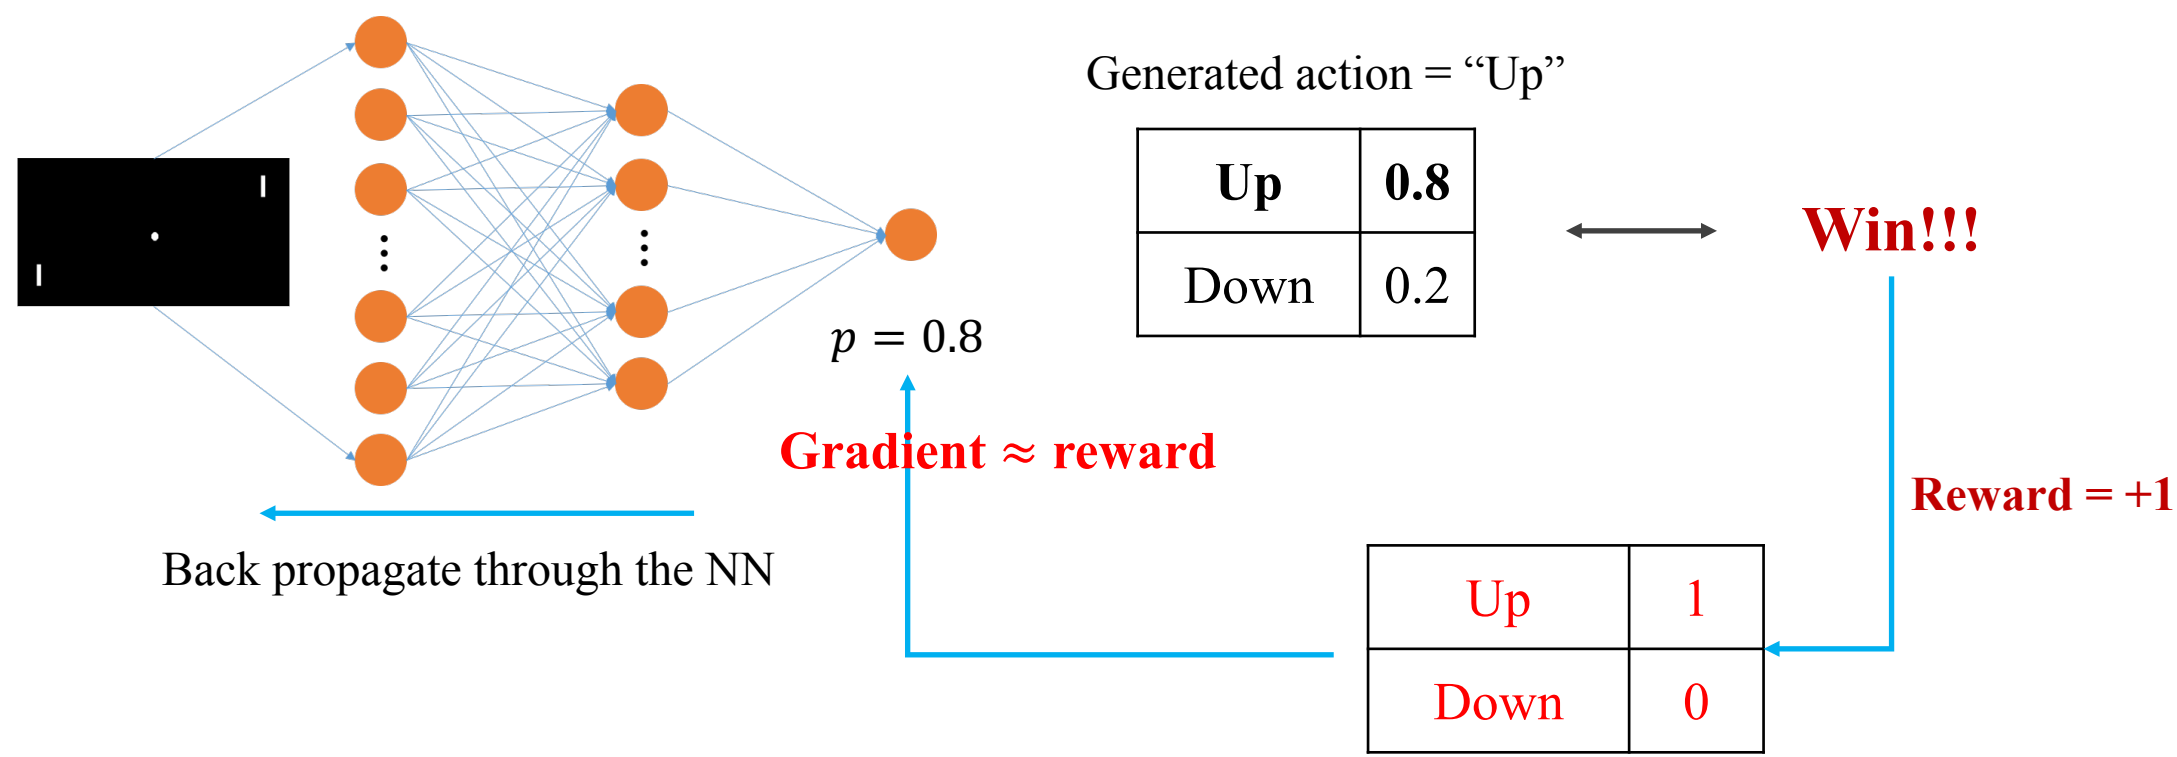 Generated action = “Up”
Up 0.8
Down 0.2
Win!!!
p = 0.8
Gradient ≈ reward
Reward = +1
Back propagate through the NN
Up 1
Down 0